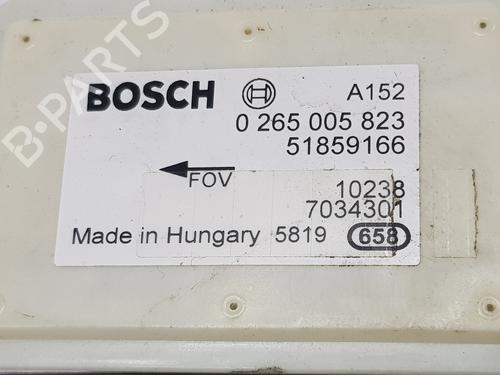 BOSCH A152
0 265 005 823
51859166
FOV
10238
7034301
Made in Hungary 5819 658
B-PARTS